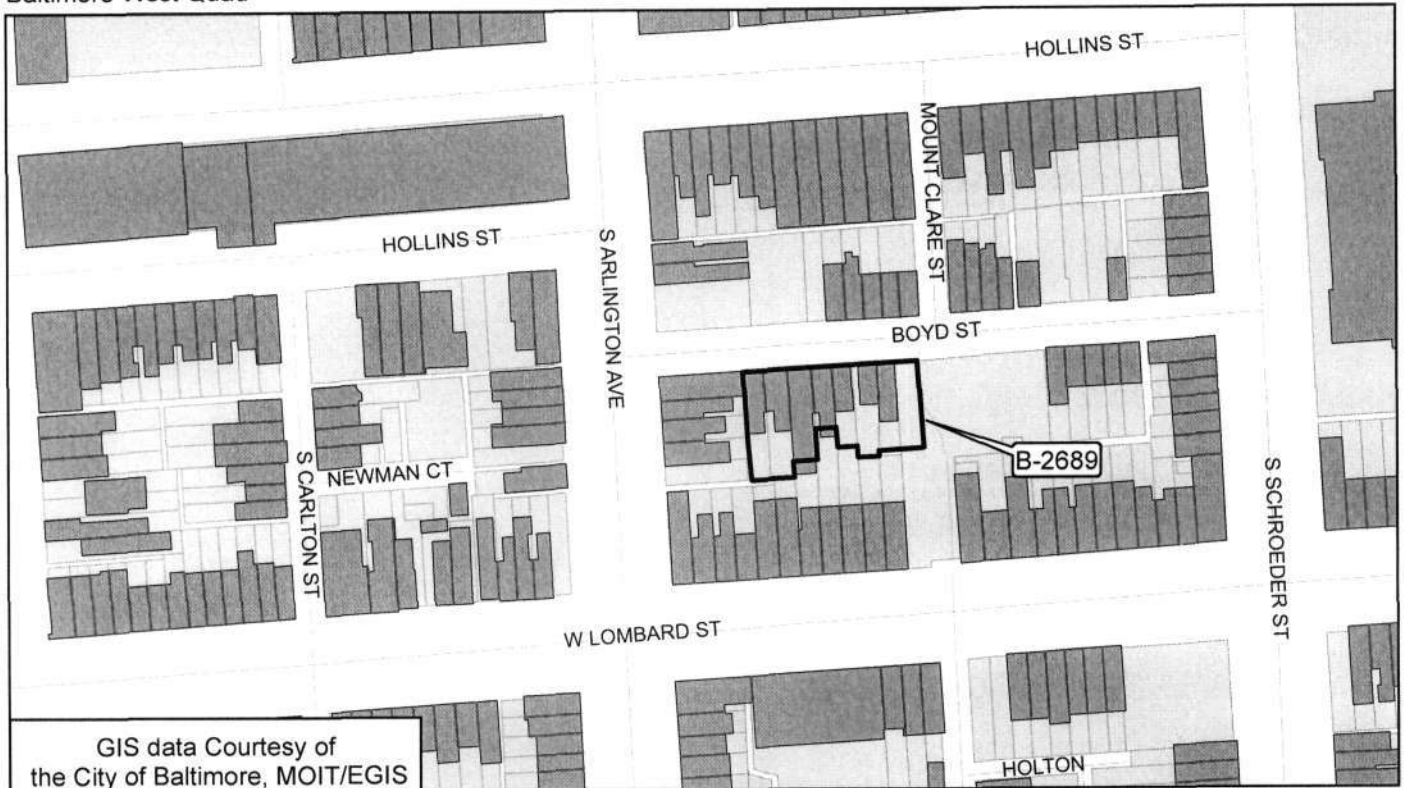 Baltimore West Quad
HOLLINS ST
MOUNT CLARE ST
HOLLINS ST
S ARLINGTON AVE
BOYD ST
B-2689
S CARLTON ST
NEWMAN CT
S SCHROEDER ST
W LOMBARD ST
HOLTON
GIS data Courtesy of
the City of Baltimore, MOIT/EGIS